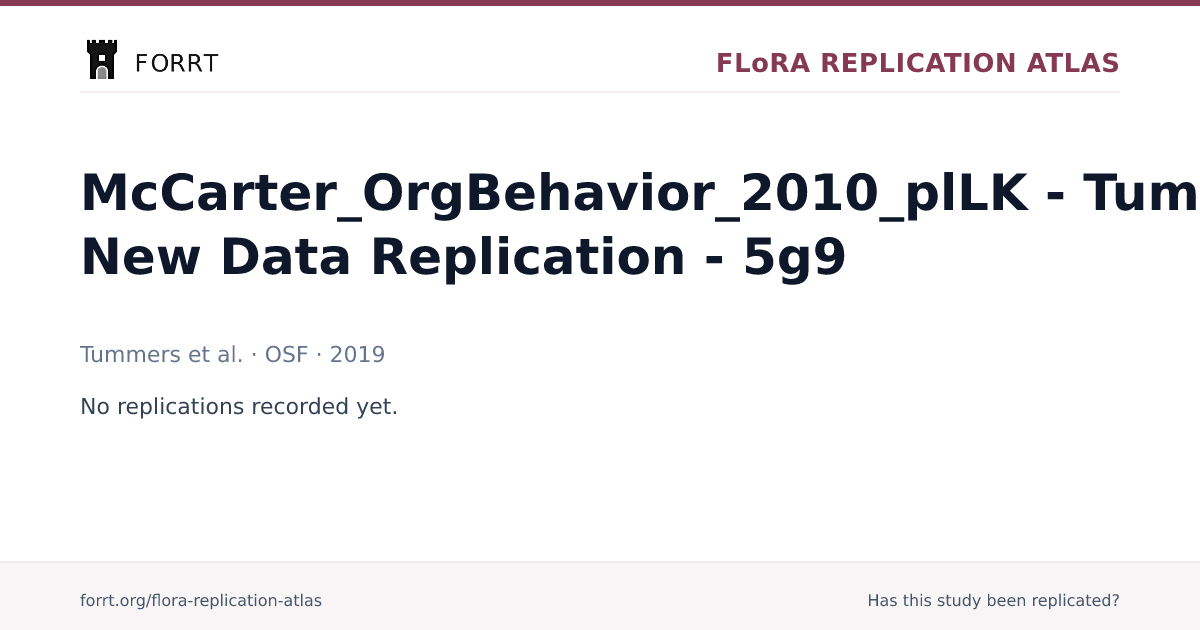 FORRT
FLoRA REPLICATION ATLAS
McCarter_OrgBehavior_2010_plLK - Tum
New Data Replication - 5g9
Tummers et al. · OSF · 2019
No replications recorded yet.
forrt.org/flora-replication-atlas
Has this study been replicated?